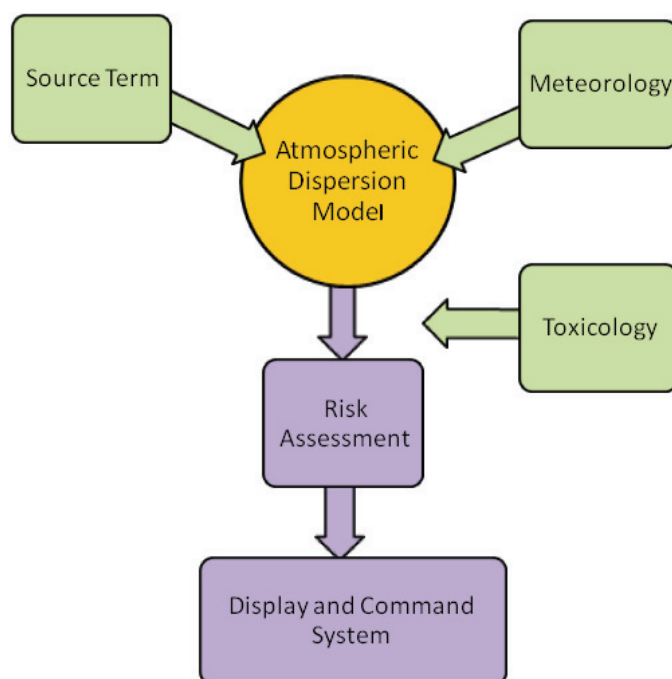 Source Term
Meteorology
Atmospheric
Dispersion
Model
Toxicology
Risk
Assessment
Display and Command
System